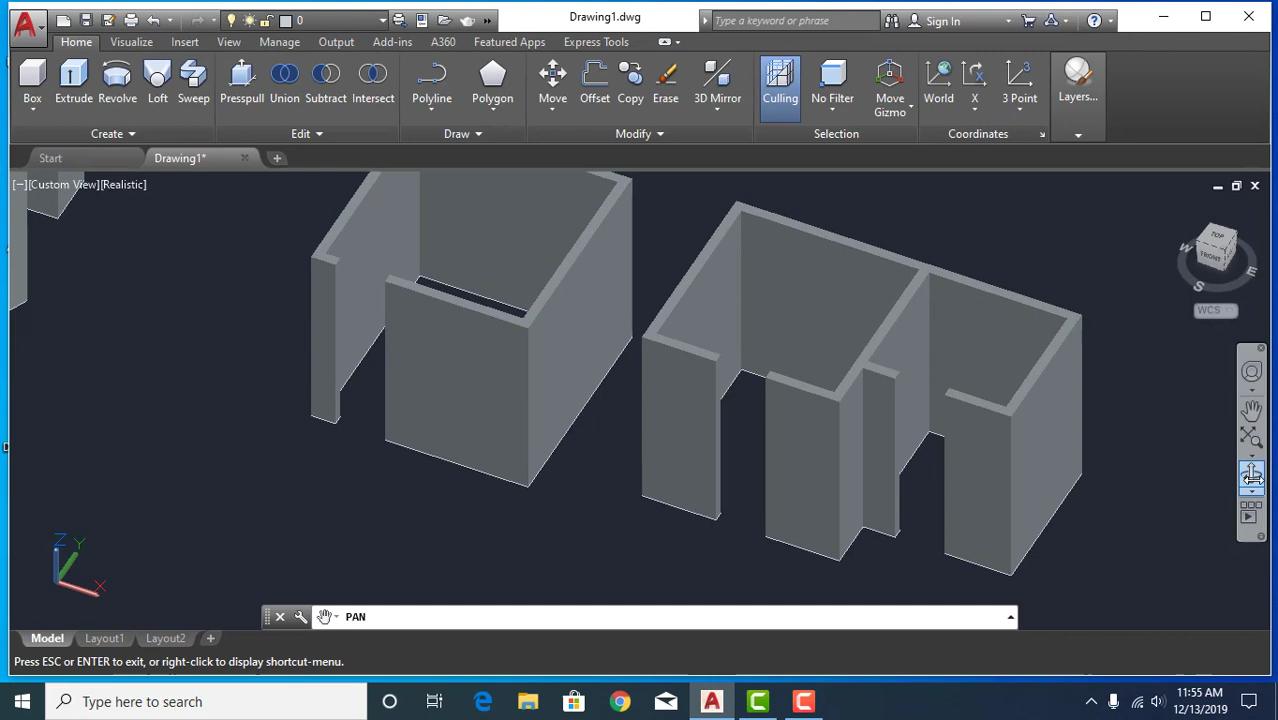 Drawing1.dwg
Type a keyword or phrase
Sign In
0
Home Visualize Insert View Manage Output Add-ins A360 Featured Apps Express Tools
Box Extrude Revolve Loft Sweep Presspull Union Subtract Intersect Polyline Polygon Move Offset Copy Erase 3D Mirror Culling No Filter Move Gizmo World X 3 Point Layers...
Create Edit Draw Modify Selection Coordinates
Start Drawing1*
[−][Custom View][Realistic]
TOP
FRONT
W
E
S
WCS
Z
Y
X
PAN
Model Layout1 Layout2
Press ESC or ENTER to exit, or right-click to display shortcut-menu.
Type here to search
11:55 AM
12/13/2019